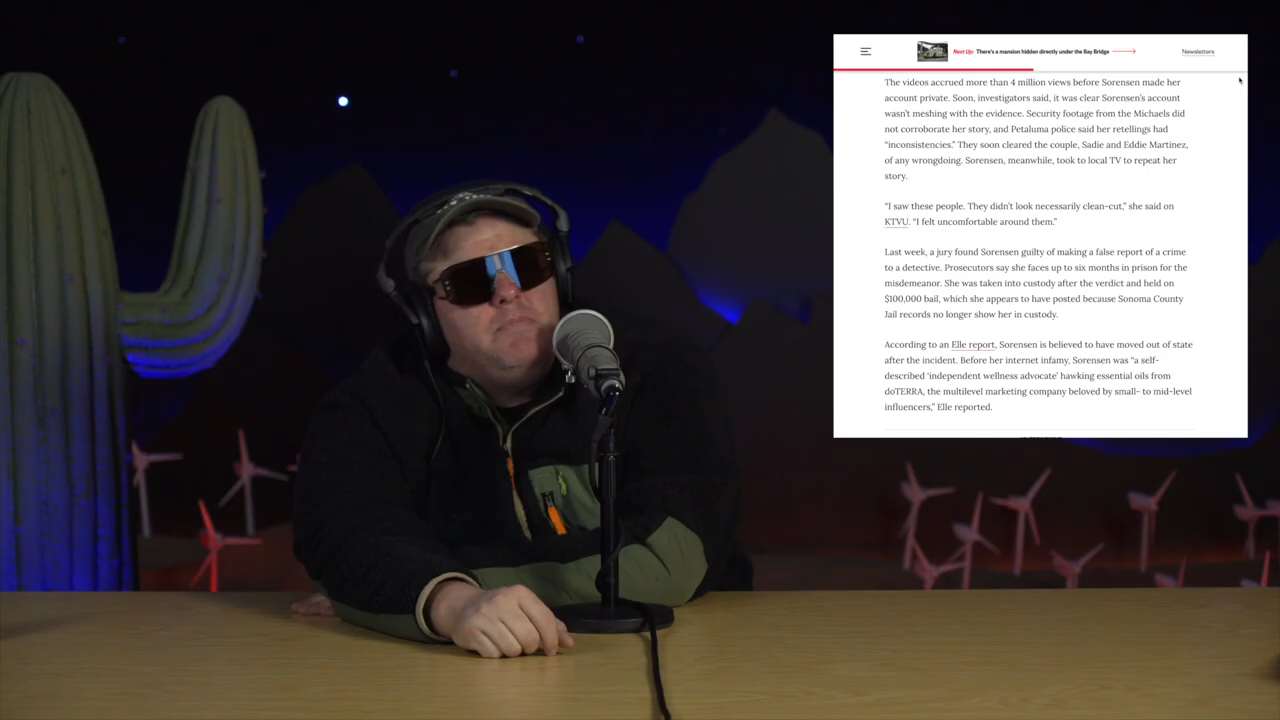 Next Up: There's a mansion hidden directly under the Bay Bridge
Newsletters
The videos accrued more than 4 million views before Sorensen made her
account private. Soon, investigators said, it was clear Sorensen's account
wasn't meshing with the evidence. Security footage from the Michaels did
not corroborate her story, and Petaluma police said her retellings had
“inconsistencies.” They soon cleared the couple, Sadie and Eddie Martinez,
of any wrongdoing. Sorensen, meanwhile, took to local TV to repeat her
story.
“I saw these people. They didn't look necessarily clean-cut,” she said on
KTVU. “I felt uncomfortable around them.”
Last week, a jury found Sorensen guilty of making a false report of a crime
to a detective. Prosecutors say she faces up to six months in prison for the
misdemeanor. She was taken into custody after the verdict and held on
$100,000 bail, which she appears to have posted because Sonoma County
Jail records no longer show her in custody.
According to an Elle report, Sorensen is believed to have moved out of state
after the incident. Before her internet infamy, Sorensen was “a self-
described ‘independent wellness advocate’ hawking essential oils from
doTERRA, the multilevel marketing company beloved by small- to mid-level
influencers,” Elle reported.